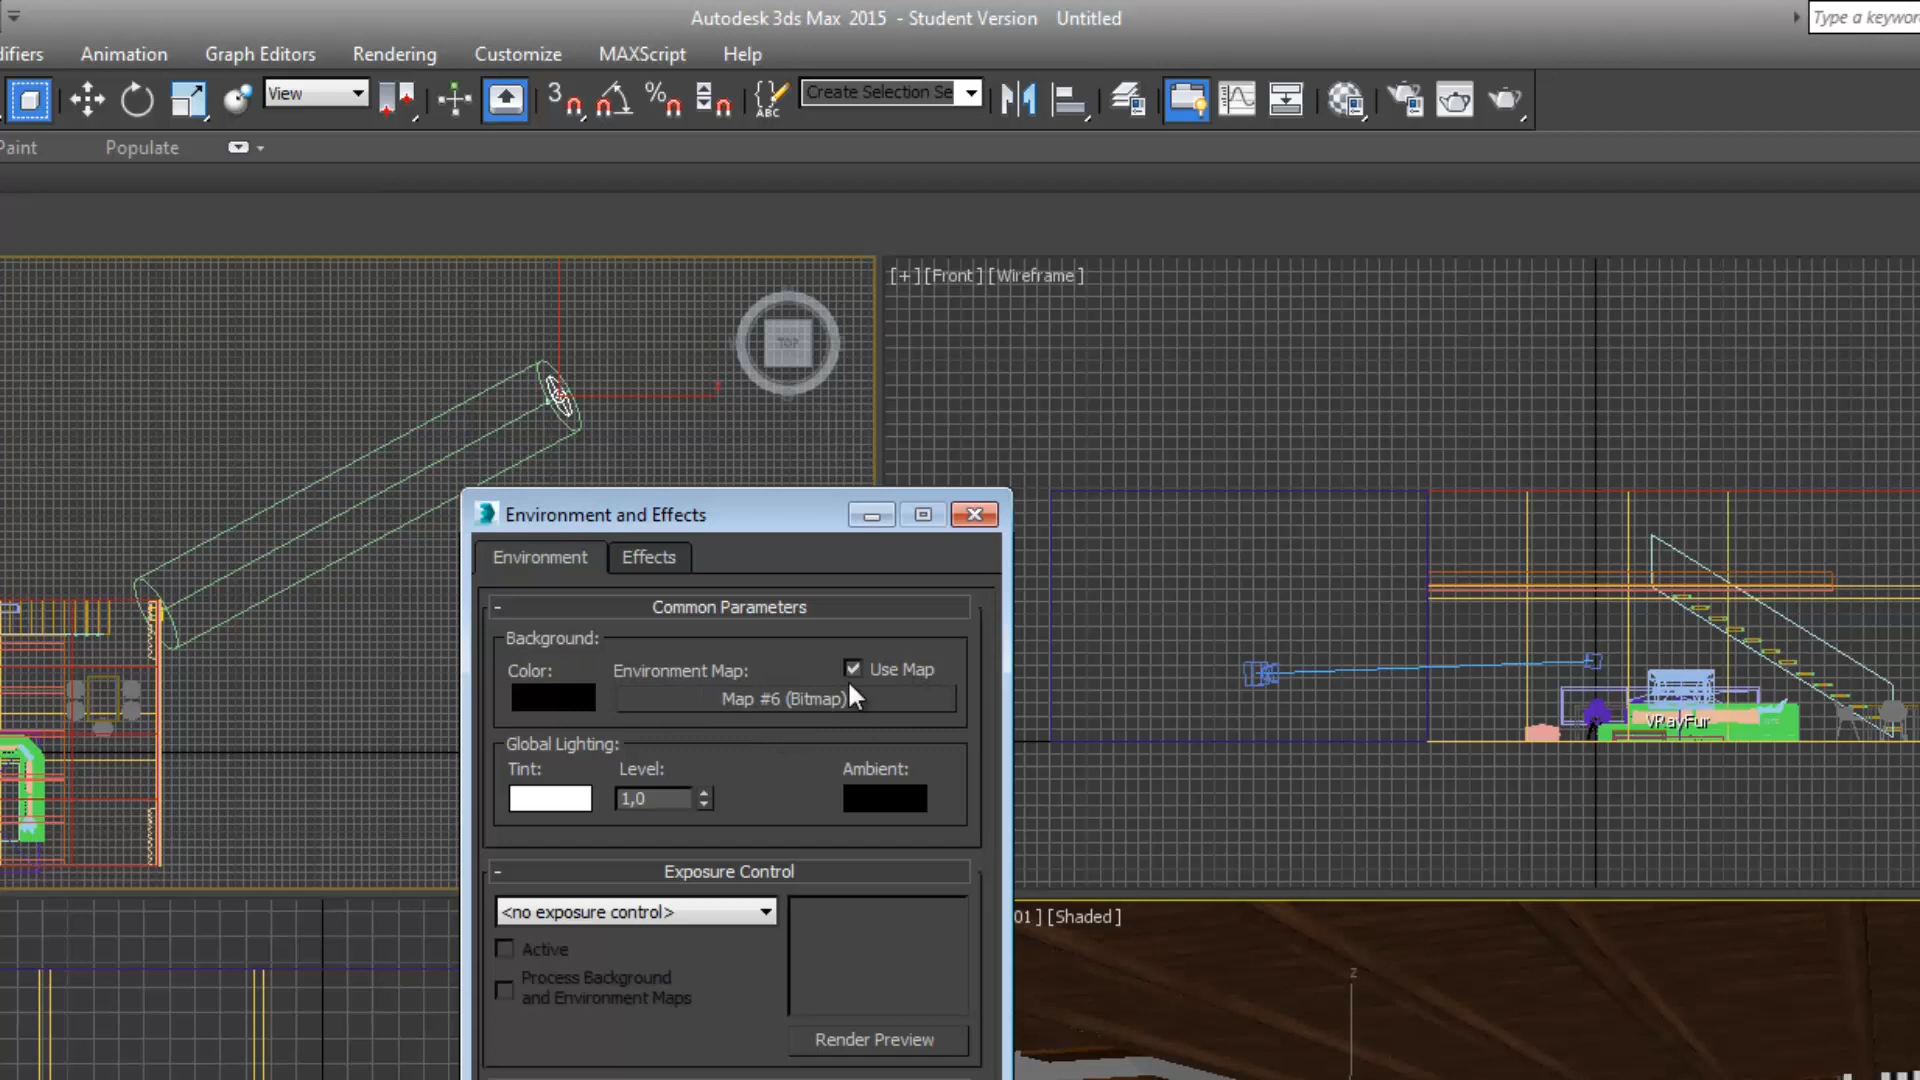 Autodesk 3ds Max 2015 - Student Version Untitled
Type a keywor
difiers Animation Graph Editors Rendering Customize MAXScript Help
View
3
%
ABC
Create Selection Se
Paint Populate
[+][Front][Wireframe]
TOP
Environment and Effects
Environment Effects
- Common Parameters
Background:
Color: Environment Map: Use Map
Map #6 (Bitmap)
Global Lighting:
Tint: Level: Ambient:
1,0
- Exposure Control
<no exposure control>
Active
Process Background
and Environment Maps
Render Preview
VRayFur
01][Shaded]
z